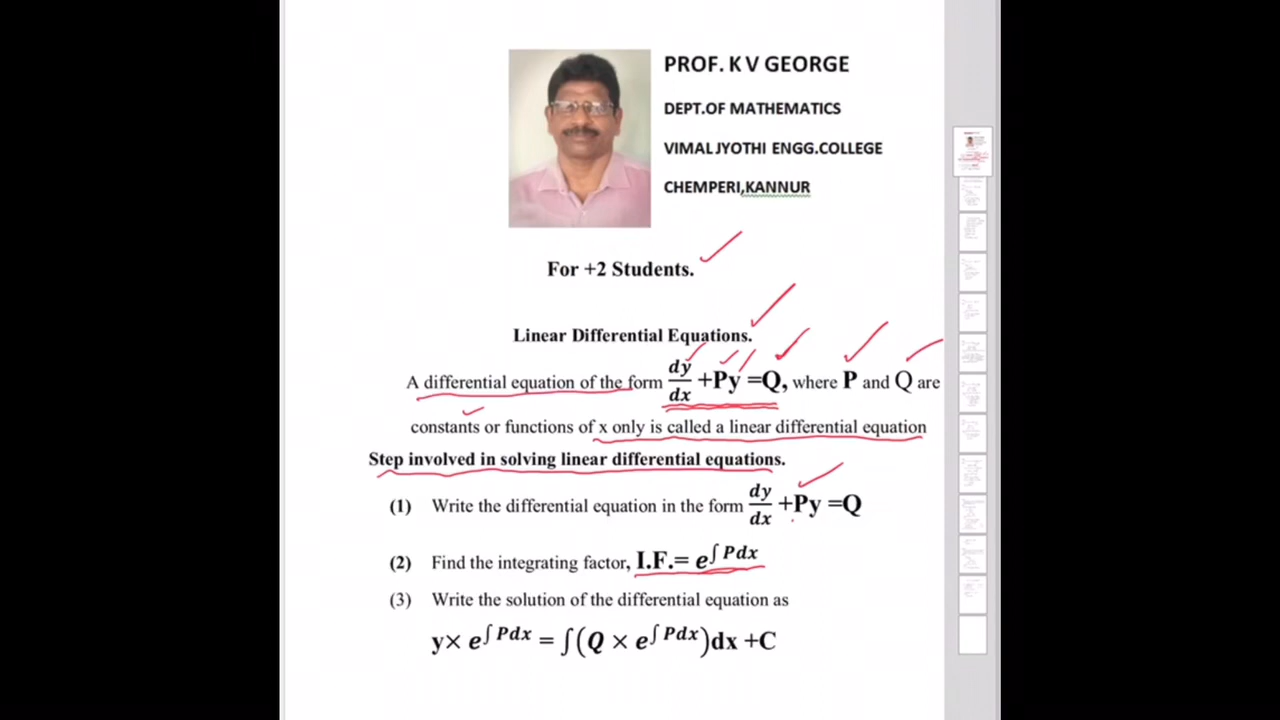 PROF. K V GEORGE
DEPT.OF MATHEMATICS
VIMAL JYOTHI ENGG.COLLEGE
CHEMPERI,KANNUR
For +2 Students.
Linear Differential Equations.
A differential equation of the form dy/dx +Py =Q, where P and Q are
constants or functions of x only is called a linear differential equation
Step involved in solving linear differential equations.
(1) Write the differential equation in the form dy/dx +Py =Q
(2) Find the integrating factor, I.F.= e^∫ Pdx
(3) Write the solution of the differential equation as
y× e^∫ Pdx = ∫(Q × e^∫ Pdx)dx +C